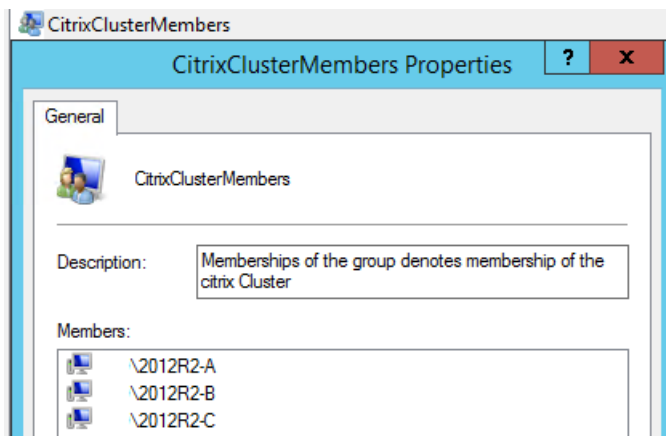 CitrixClusterMembers
CitrixClusterMembers Properties
? x
General
CitrixClusterMembers
Description:
Memberships of the group denotes membership of the
citrix Cluster
Members:
\2012R2-A
\2012R2-B
\2012R2-C